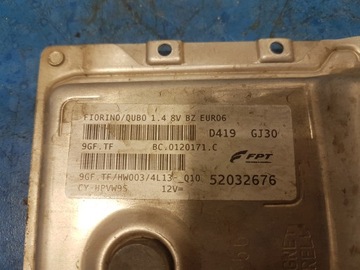 FIORINO/QUBO 1.4 8V BZ EURO6
D419 GJ30
9GF.TF 8C.0120171.C FPT
9GF.TF/HW003/4L13-_Q10 52032676
CY-HPVW9S 12V=